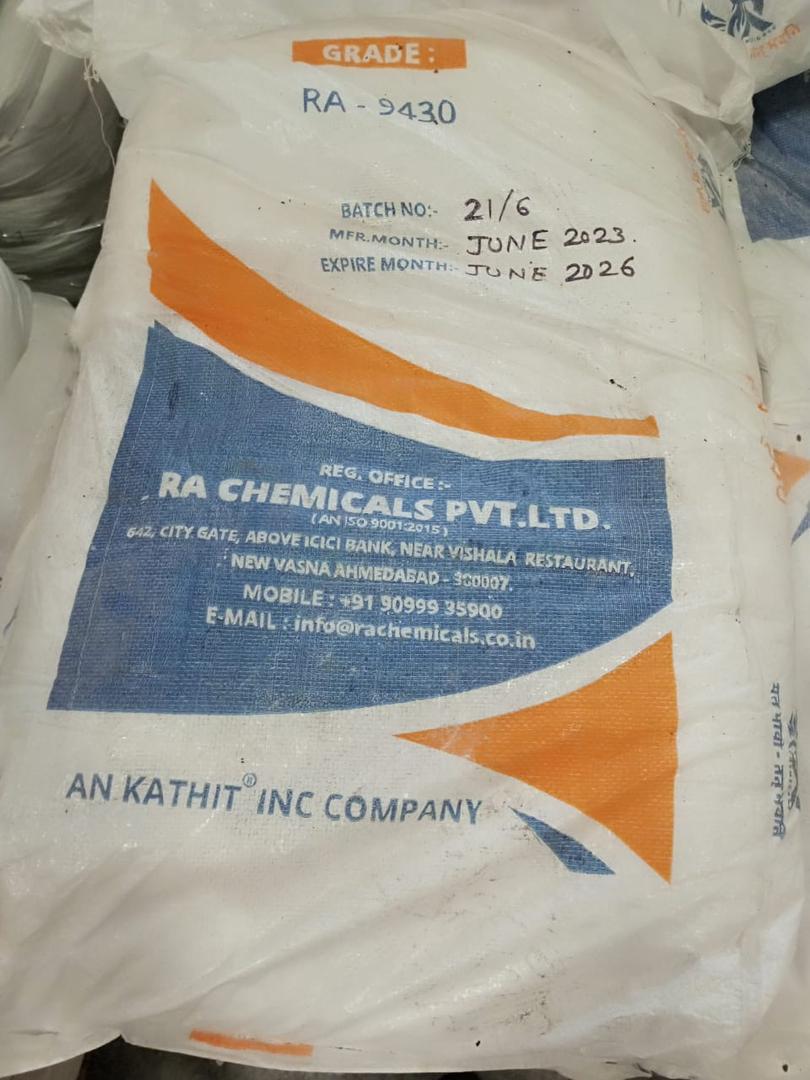 GRADE :
RA - 9430
BATCH NO:- 21/6
MFR.MONTH:- JUNE 2023.
EXPIRE MONTH:- JUNE 2026
REG. OFFICE :-
RA CHEMICALS PVT.LTD.
(AN ISO 9001:2015)
642, CITY GATE, ABOVE ICICI BANK, NEAR VISHALA RESTAURANT,
NEW VASNA AHMEDABAD - 380007.
MOBILE : +91 90999 35900
E-MAIL : info@rachemicals.co.in
AN KATHIT® INC COMPANY